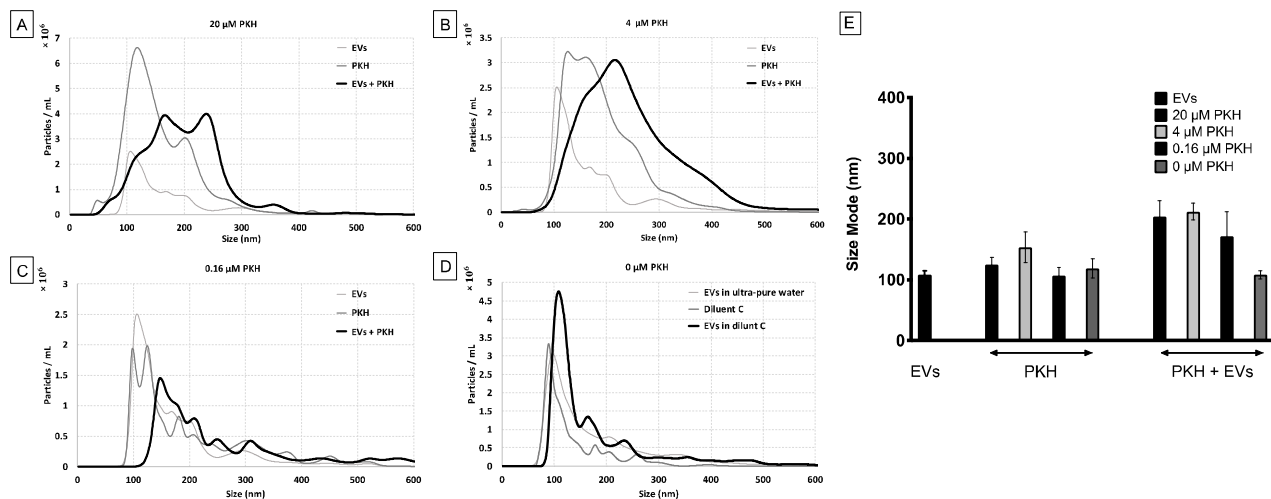 A
20 µM PKH
× 10⁶
7
6
5
4
3
2
1
0
Particles / mL
0 100 200 300 400 500 600
Size (nm)
EVs
PKH
EVs + PKH
B
4 µM PKH
× 10⁶
3.5
3
2.5
2
1.5
1
0.5
0
Particles / mL
0 100 200 300 400 500 600
Size (nm)
EVs
PKH
EVs + PKH
C
0.16 µM PKH
× 10⁶
3
2.5
2
1.5
1
0.5
0
Particles / mL
0 100 200 300 400 500 600
Size (nm)
EVs
PKH
EVs + PKH
D
0 µM PKH
× 10⁶
5
4.5
4
3.5
3
2.5
2
1.5
1
0.5
0
Particles / mL
0 100 200 300 400 500 600
Size (nm)
EVs in ultra-pure water
Diluent C
EVs in dilunt C
E
EVs
20 µM PKH
4 µM PKH
0.16 µM PKH
0 µM PKH
Size Mode (nm)
400
300
200
100
0
EVs PKH PKH + EVs